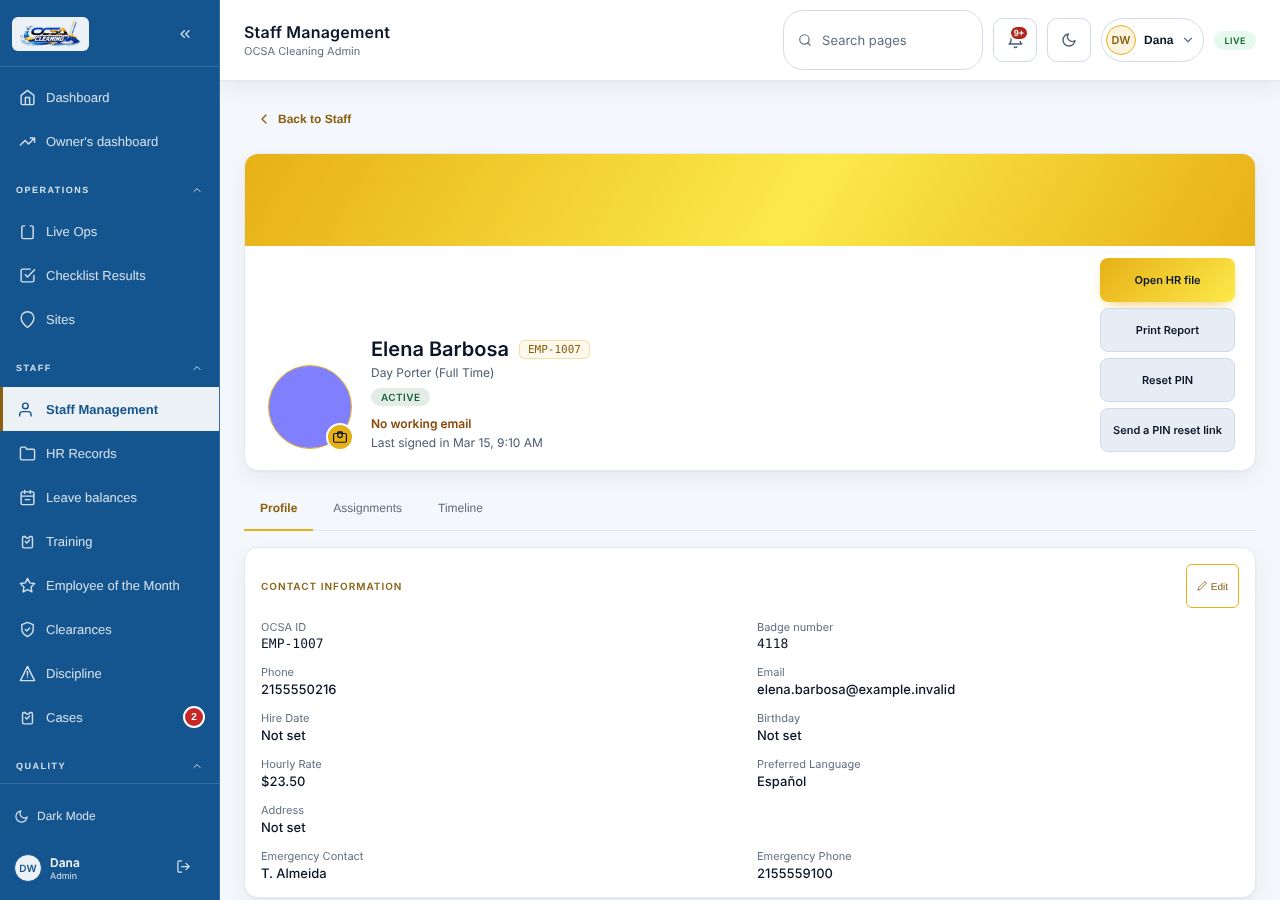 OCSA
CLEANING
Dashboard
Owner's dashboard
OPERATIONS
Live Ops
Checklist Results
Sites
STAFF
Staff Management
HR Records
Leave balances
Training
Employee of the Month
Clearances
Discipline
Cases
2
QUALITY
Dark Mode
DW
Dana
Admin
Staff Management
OCSA Cleaning Admin
Search pages
9+
DW
Dana
LIVE
Back to Staff
Elena Barbosa EMP-1007
Day Porter (Full Time)
ACTIVE
No working email
Last signed in Mar 15, 9:10 AM
Open HR file
Print Report
Reset PIN
Send a PIN reset link
Profile Assignments Timeline
CONTACT INFORMATION
Edit
OCSA ID
EMP-1007
Badge number
4118
Phone
2155550216
Email
elena.barbosa@example.invalid
Hire Date
Not set
Birthday
Not set
Hourly Rate
$23.50
Preferred Language
Español
Address
Not set
Emergency Contact
T. Almeida
Emergency Phone
2155559100